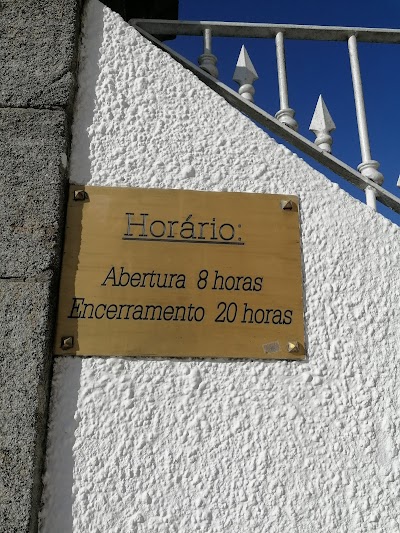 Horário:
Abertura 8 horas
Encerramento 20 horas